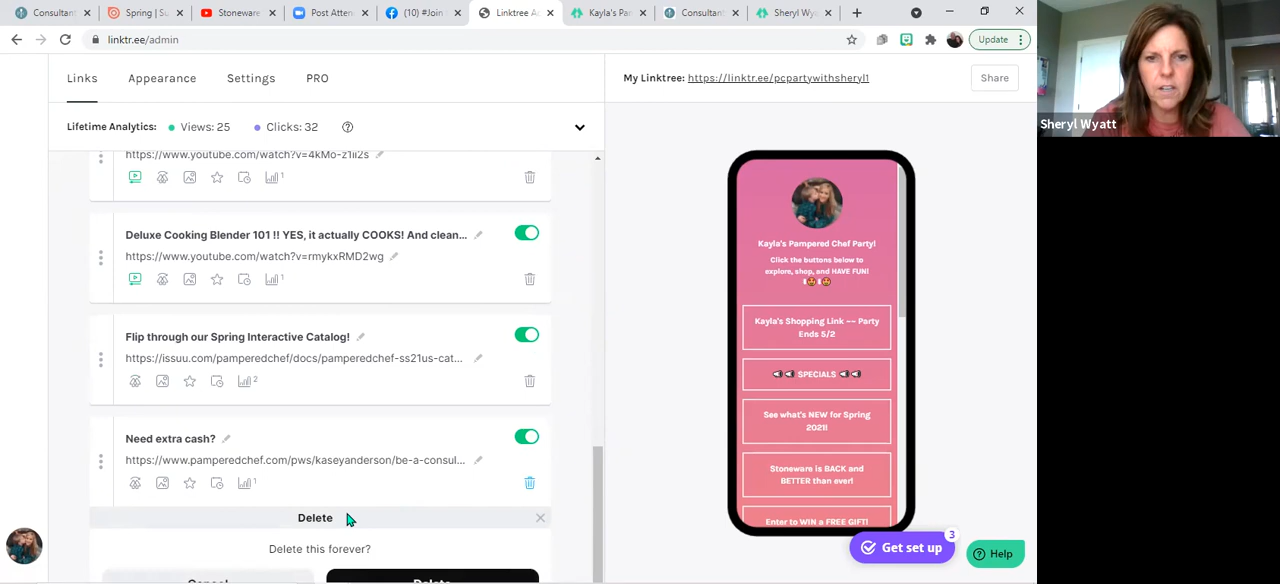 Consultan
Spring | Su
Stoneware
Post Atten
(10) #Join
Linktree Ad
Kayla's Par
Consultan
Sheryl Wy
linktr.ee/admin
Update
Links Appearance Settings PRO
My Linktree: https://linktr.ee/pcpartywithsheryl1
Share
Sheryl Wyatt
Lifetime Analytics: Views: 25 Clicks: 32
https://www.youtube.com/watch?v=4kMo-z1ii2s
1
Deluxe Cooking Blender 101 !! YES, it actually COOKS! And clean...
https://www.youtube.com/watch?v=rmykxRMD2wg
1
Flip through our Spring Interactive Catalog!
https://issuu.com/pamperedchef/docs/pamperedchef-ss21us-cat...
2
Need extra cash?
https://www.pamperedchef.com/pws/kaseyanderson/be-a-consul...
1
Delete
Delete this forever?
Cancel Delete
Kayla's Pampered Chef Party!
Click the buttons below to
explore, shop, and HAVE FUN!
Kayla's Shopping Link ~~ Party
Ends 5/2
SPECIALS
See what's NEW for Spring
2021!
Stoneware is BACK and
BETTER than ever!
Enter to WIN a FREE GIFT!
Get set up
3
Help